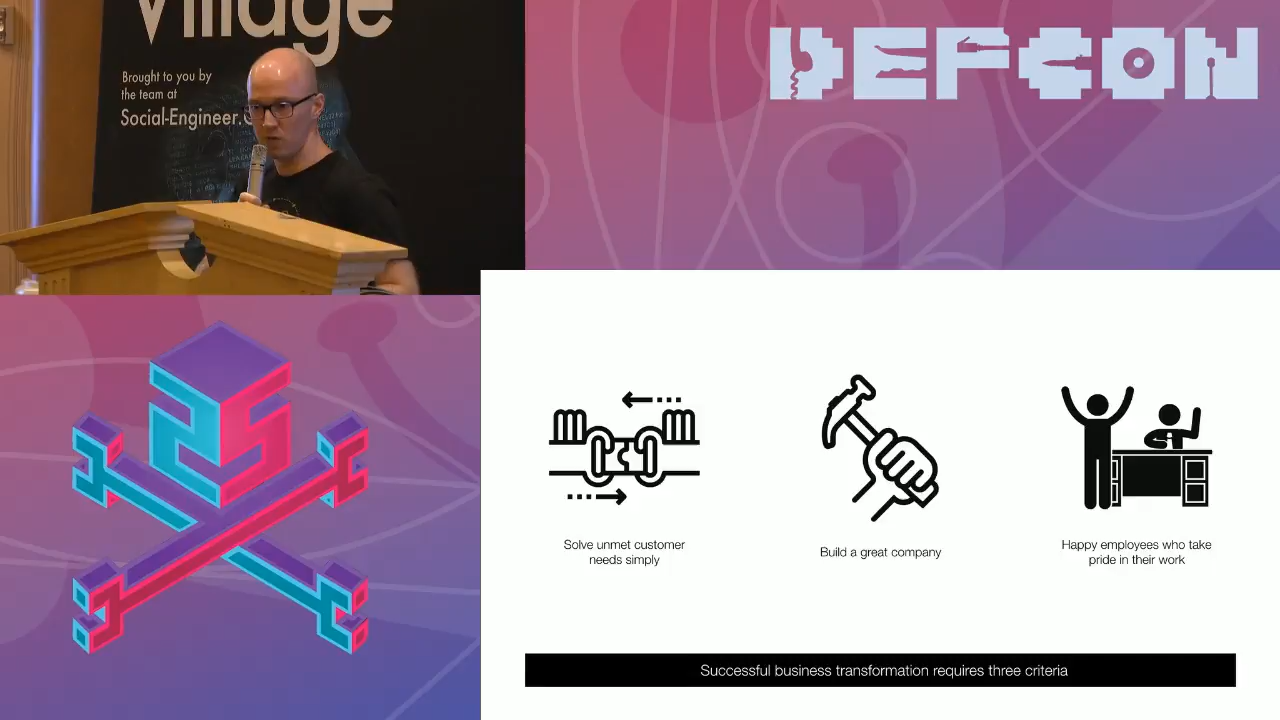 Village
Brought to you by
the team at
Social-Engineer.
DEFCON
Solve unmet customer
needs simply
Build a great company
Happy employees who take
pride in their work
Successful business transformation requires three criteria